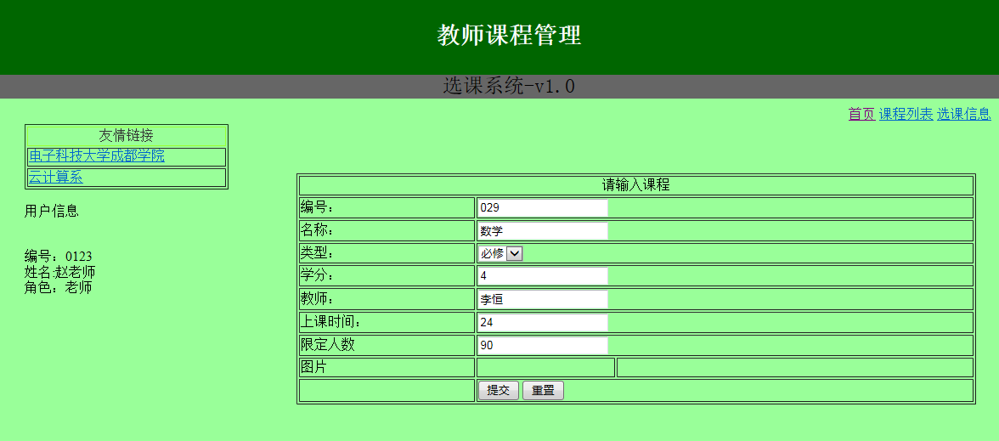 教师课程管理
选课系统-v1.0
首页 课程列表 选课信息
友情链接
电子科技大学成都学院
云计算系
用户信息
编号：0123
姓名:赵老师
角色：老师
请输入课程
编号： 029
名称： 数学
类型： 必修
学分： 4
教师： 李恒
上课时间： 24
限定人数 90
图片
提交 重置